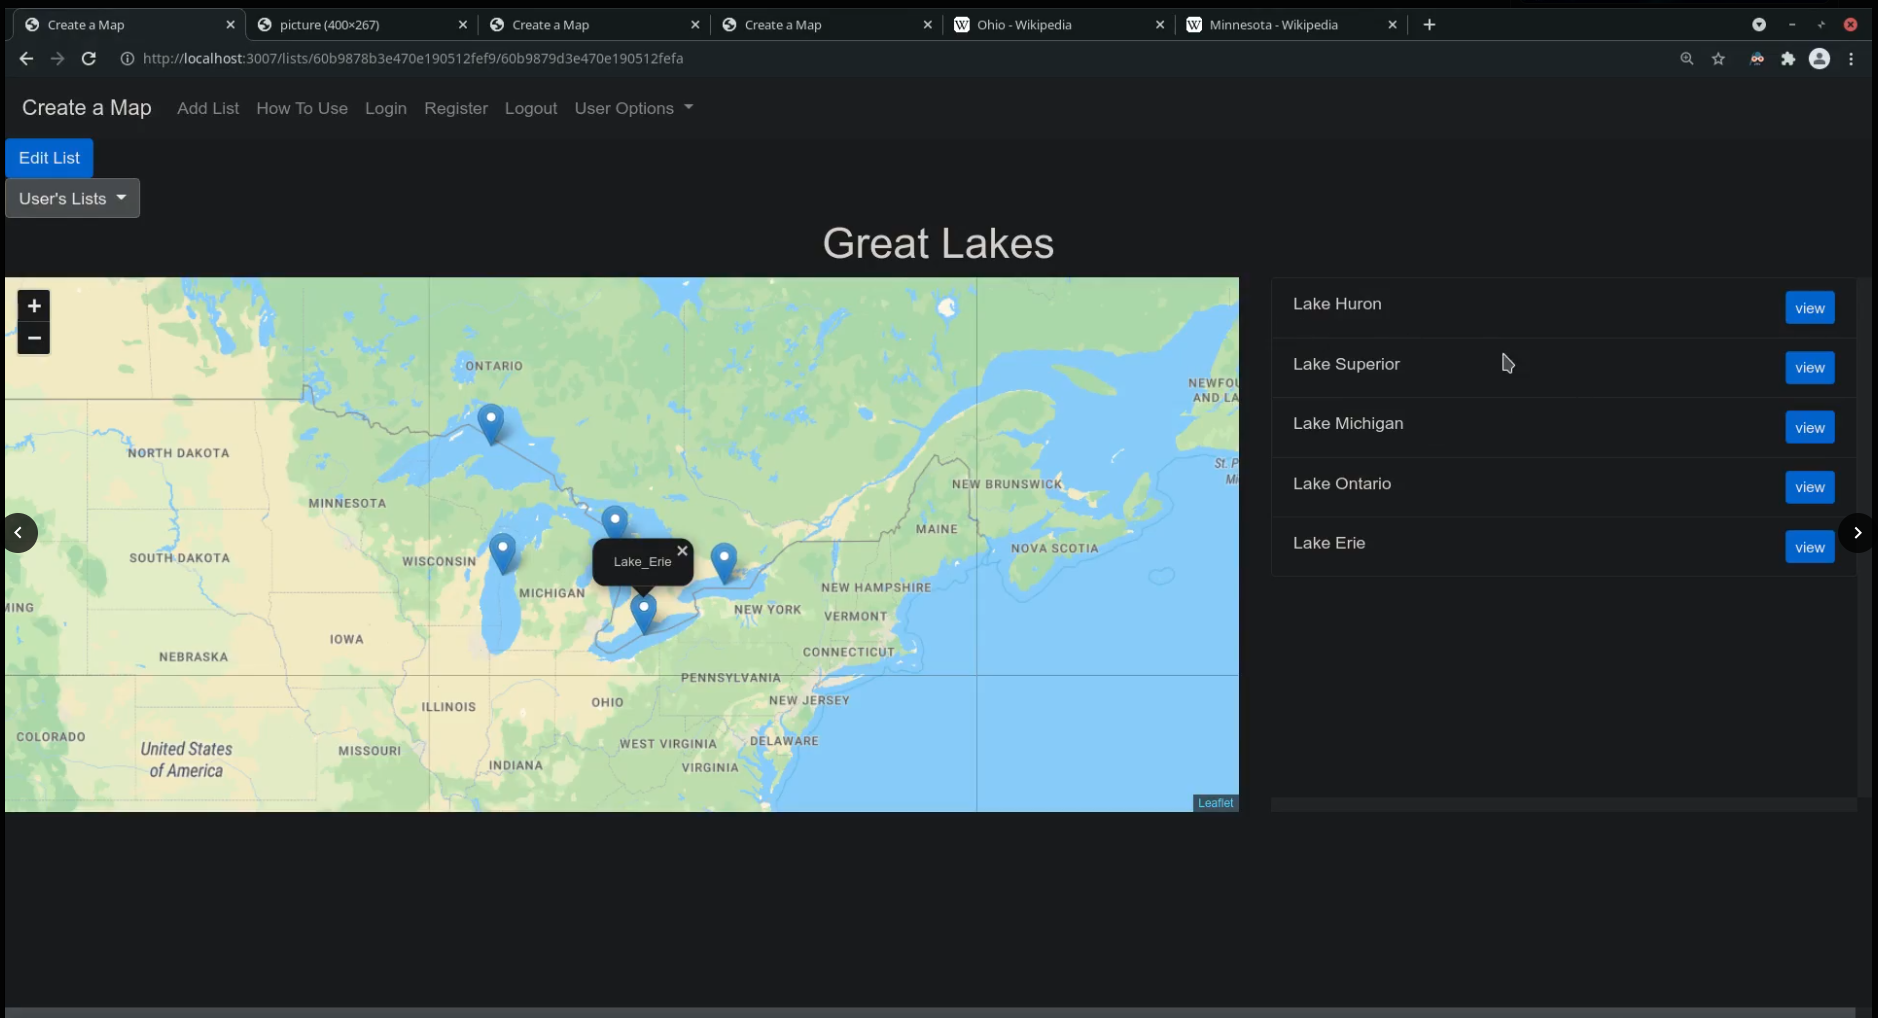 Create a Map
picture (400×267)
Create a Map
Create a Map
W Ohio - Wikipedia
W Minnesota - Wikipedia
http://localhost:3007/lists/60b9878b3e470e190512fef9/60b9879d3e470e190512fefa
Create a Map Add List How To Use Login Register Logout User Options
Edit List
User's Lists
Great Lakes
+
−
ONTARIO
NEWFOU
AND LA
NORTH DAKOTA
St. P
Mi
NEW BRUNSWICK
MINNESOTA
MAINE
NOVA SCOTIA
SOUTH DAKOTA
WISCONSIN
Lake_Erie
MICHIGAN
NEW HAMPSHIRE
MING
NEW YORK
VERMONT
IOWA
CONNECTICUT
NEBRASKA
PENNSYLVANIA
NEW JERSEY
OHIO
ILLINOIS
COLORADO
United States
of America
MISSOURI
WEST VIRGINIA
DELAWARE
INDIANA
VIRGINIA
Leaflet
Lake Huron view
Lake Superior view
Lake Michigan view
Lake Ontario view
Lake Erie view